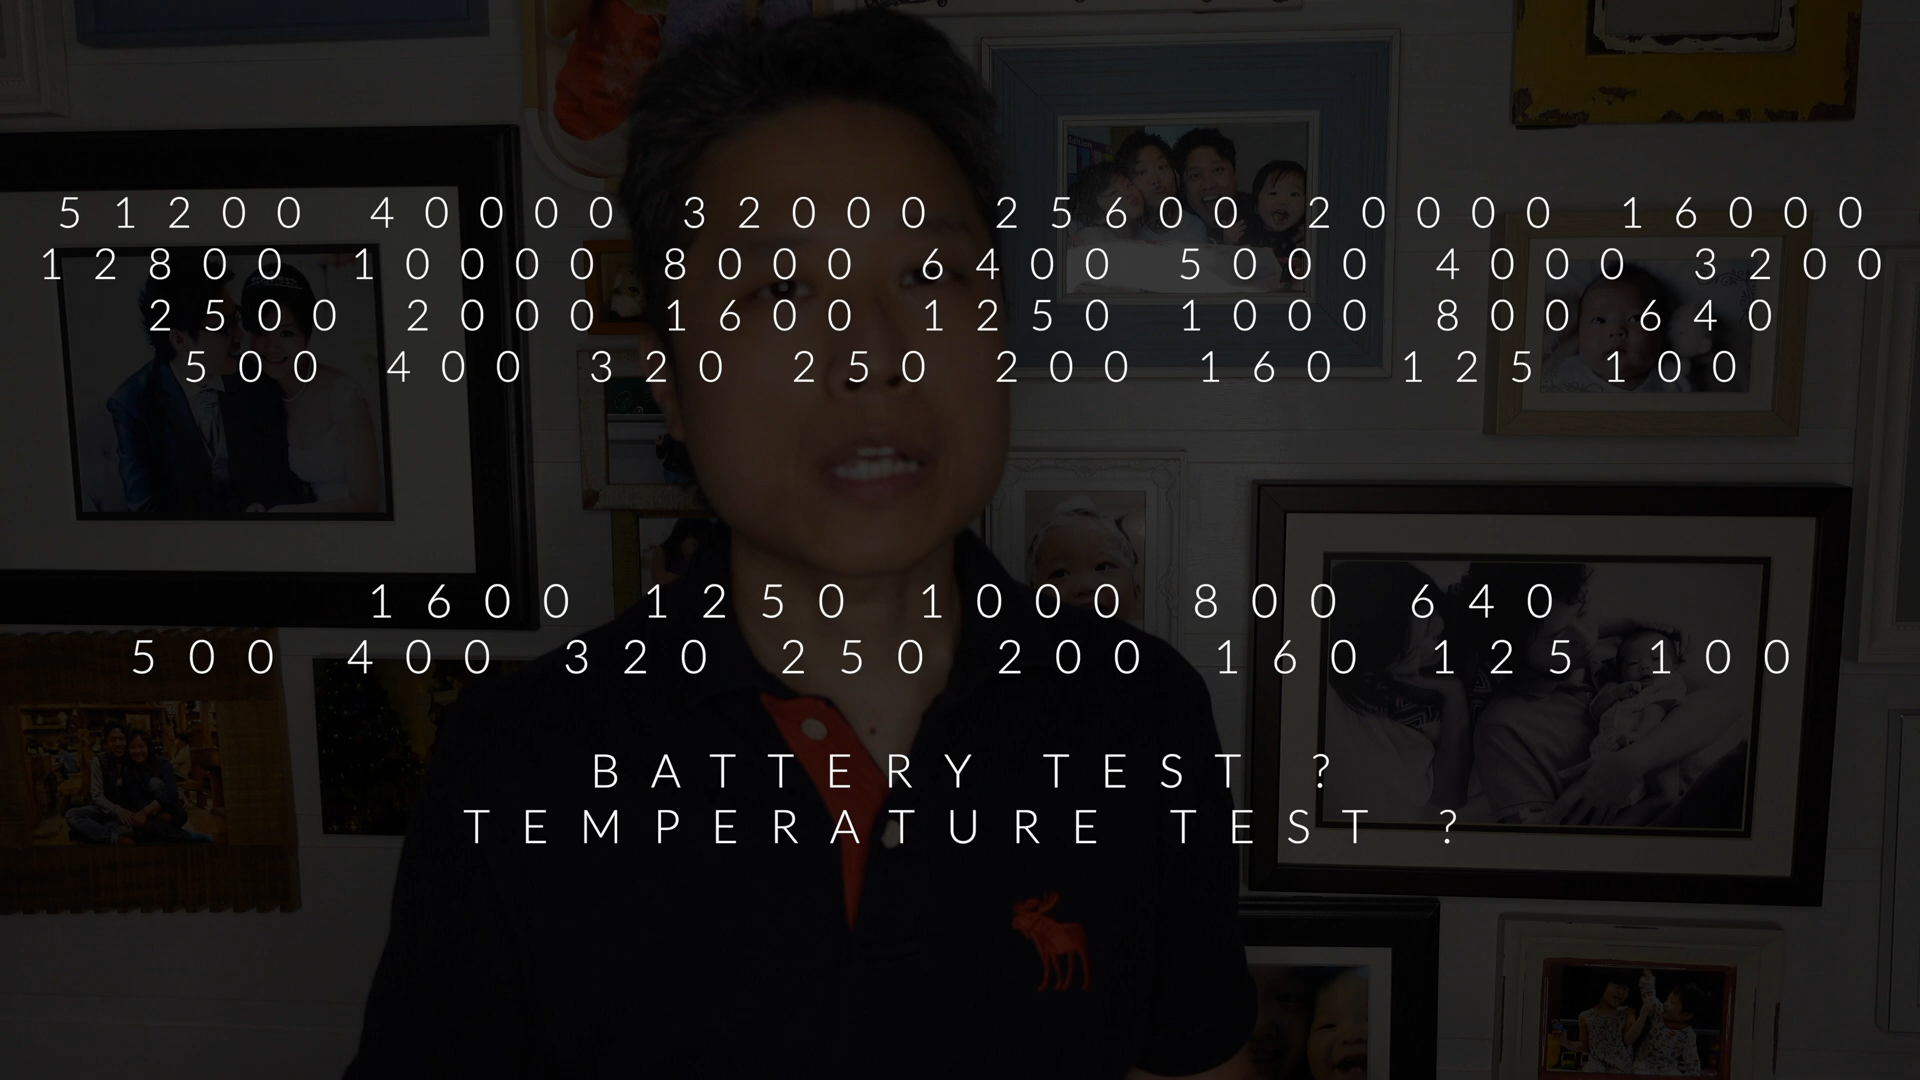 51200 40000 32000 25600 20000 16000
12800 10000 8000 6400 5000 4000 3200
2500 2000 1600 1250 1000 800 640
500 400 320 250 200 160 125 100
1600 1250 1000 800 640
500 400 320 250 200 160 125 100
BATTERY TEST ?
TEMPERATURE TEST ?